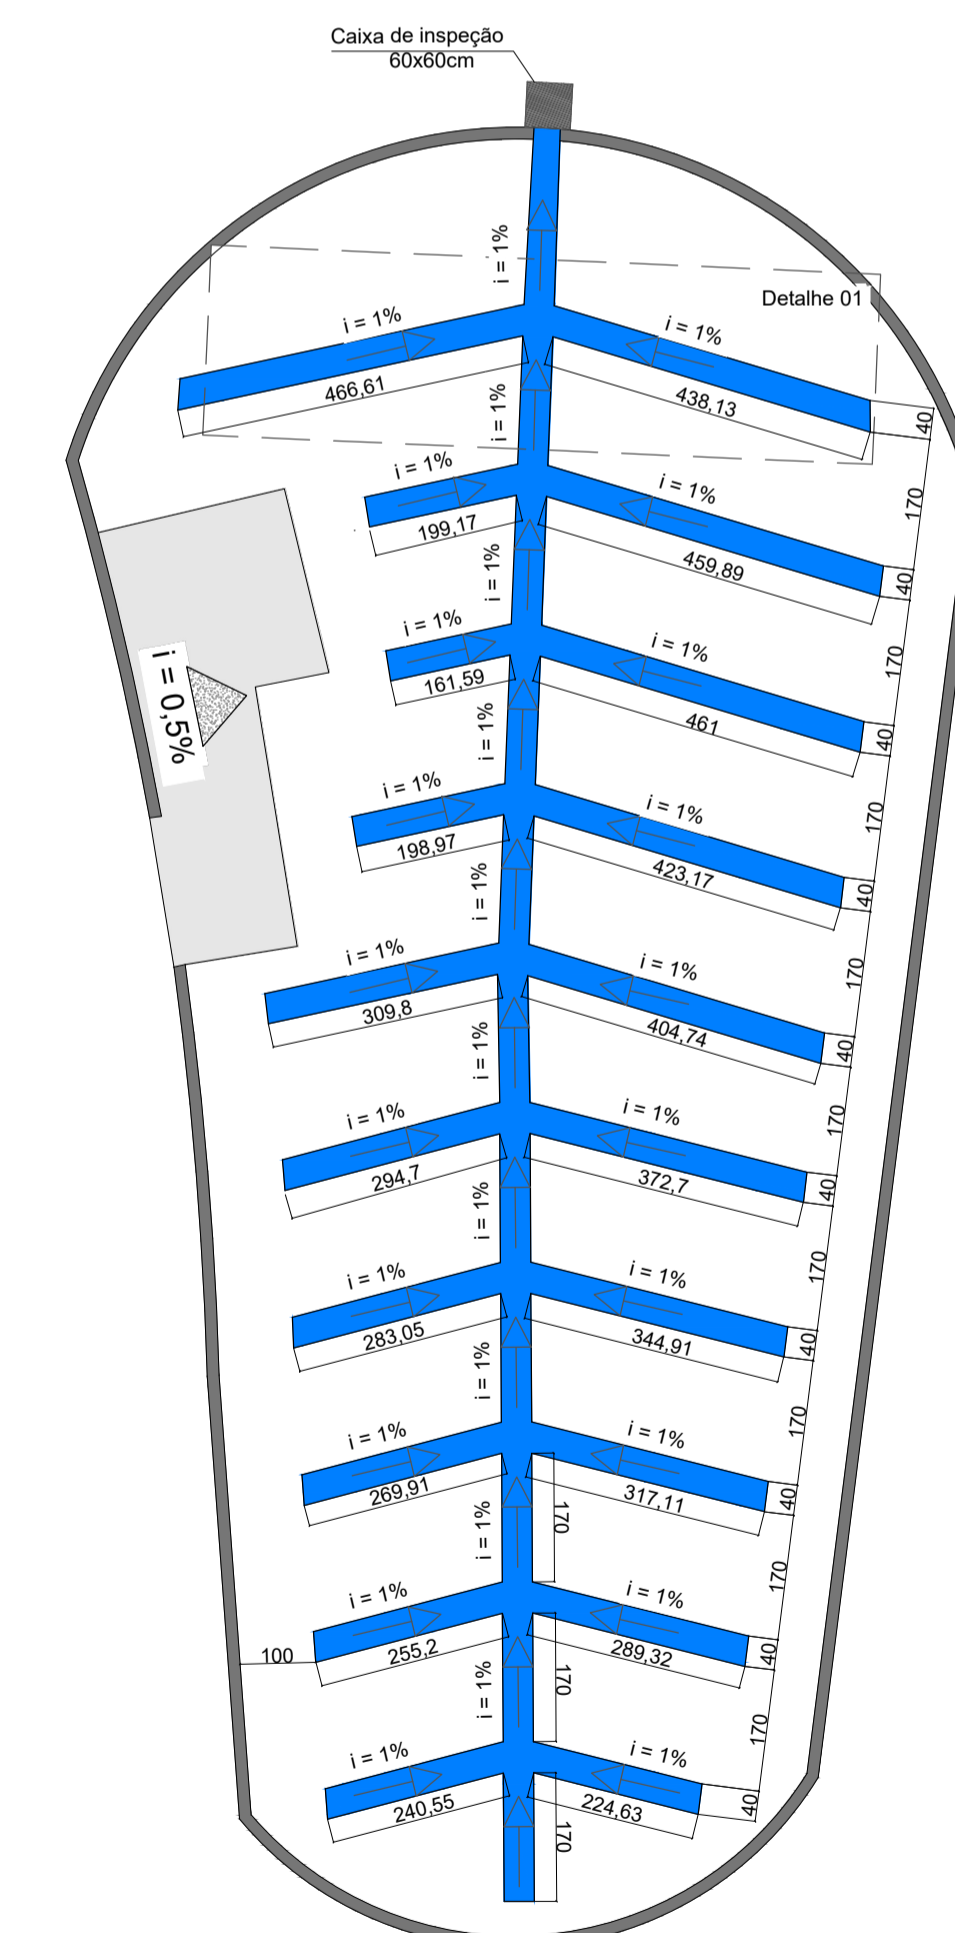 Caixa de inspeção
60x60cm
i = 1%
Detalhe 01
i = 1%
i = 1%
466,61
438,13
i = 1%
40
i = 1%
i = 1%
170
199,17
459,89
i = 1%
40
i = 1%
i = 1%
170
161,59
461
i = 1%
40
i = 0,5%
i = 1%
i = 1%
170
198,97
423,17
i = 1%
40
i = 1%
i = 1%
170
309,8
404,74
i = 1%
40
i = 1%
i = 1%
170
294,7
372,7
i = 1%
40
i = 1%
i = 1%
170
283,05
344,91
i = 1%
40
i = 1%
i = 1%
170
269,91
317,11
i = 1%
170
40
i = 1%
i = 1%
170
100
255,2
289,32
i = 1%
170
40
i = 1%
i = 1%
170
240,55
224,63
170
40